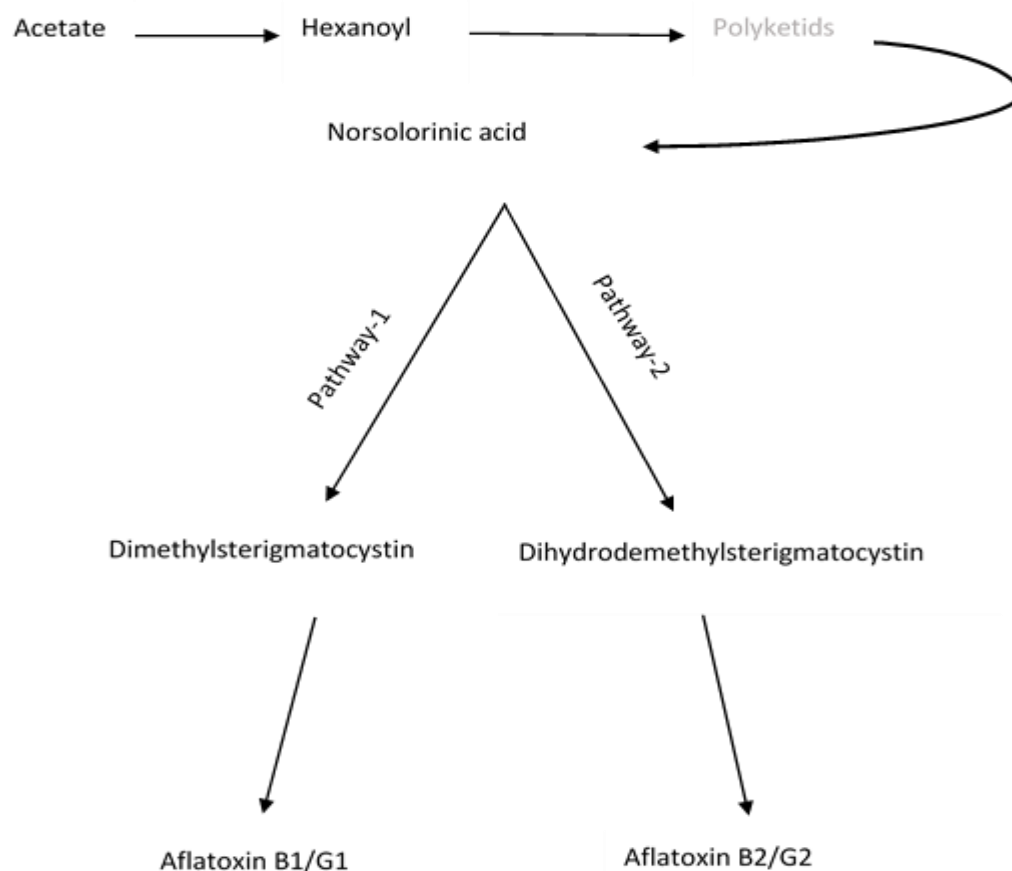 Acetate
Hexanoyl
Polyketids
Norsolorinic acid
Pathway-1
Pathway-2
Dimethylsterigmatocystin
Dihydrodemethylsterigmatocystin
Aflatoxin B1/G1
Aflatoxin B2/G2